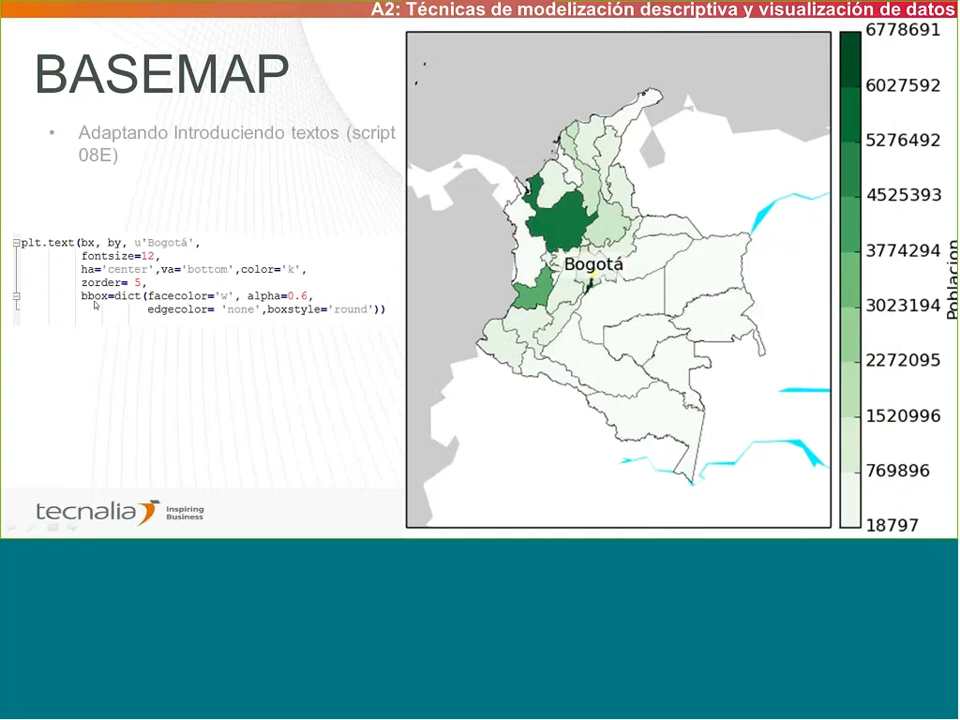 A2: Técnicas de modelización descriptiva y visualización de datos
BASEMAP
• Adaptando Introduciendo textos (script
08E)
plt.text(bx, by, u'Bogotá',
fontsize=12,
ha='center',va='bottom',color='k',
zorder= 5,
bbox=dict(facecolor='w', alpha=0.6,
edgecolor= 'none',boxstyle='round'))
Bogotá
6778691
6027592
5276492
4525393
3774294
3023194
2272095
1520996
769896
18797
Poblacion
tecnalia
Inspiring
Business